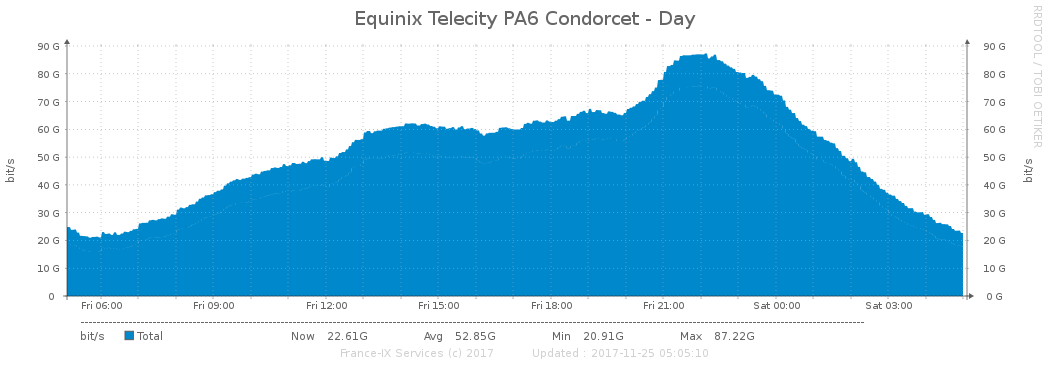 Equinix Telecity PA6 Condorcet - Day
RRDTOOL / TOBI OETIKER
bit/s
90 G
80 G
70 G
60 G
50 G
40 G
30 G
20 G
10 G
0
90 G
80 G
70 G
60 G
50 G
40 G
30 G
20 G
10 G
0 G
bit/s
Fri 06:00 Fri 09:00 Fri 12:00 Fri 15:00 Fri 18:00 Fri 21:00 Sat 00:00 Sat 03:00
bit/s Total Now 22.61G Avg 52.85G Min 20.91G Max 87.22G
France-IX Services (c) 2017 Updated : 2017-11-25 05:05:10